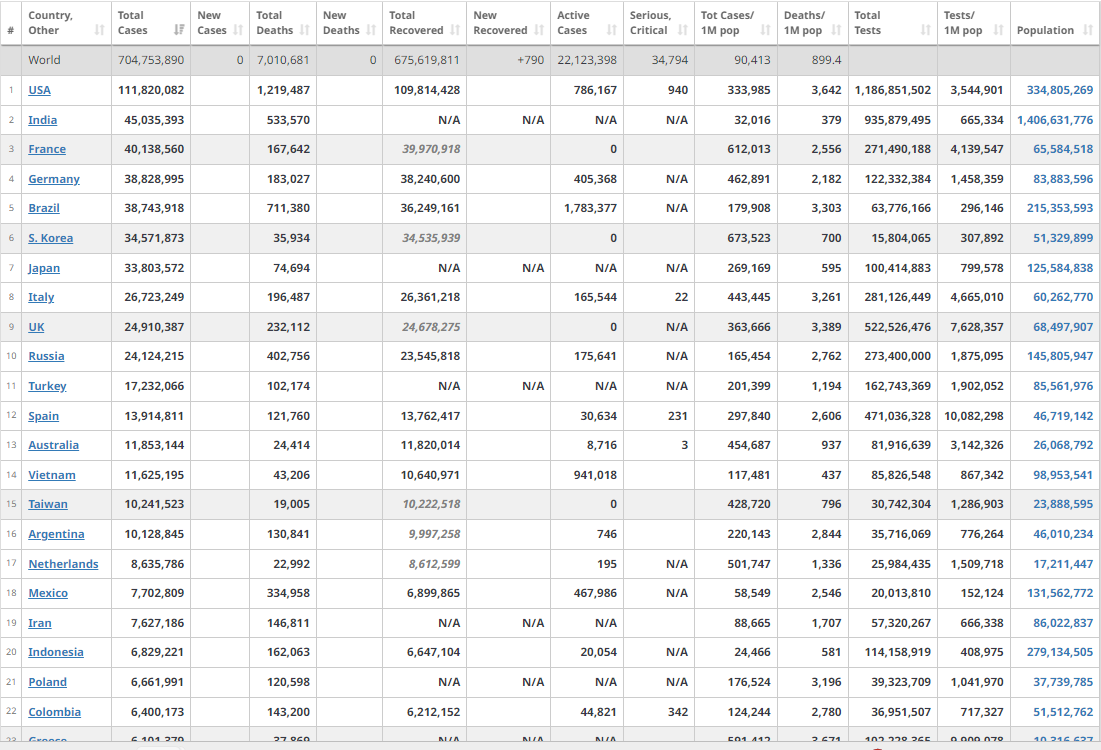 # Country, Other Total Cases New Cases Total Deaths New Deaths Total Recovered New Recovered Active Cases Serious, Critical Tot Cases/ 1M pop Deaths/ 1M pop Total Tests Tests/ 1M pop Population
World 704,753,890 0 7,010,681 0 675,619,811 +790 22,123,398 34,794 90,413 899.4
1 USA 111,820,082 1,219,487 109,814,428 786,167 940 333,985 3,642 1,186,851,502 3,544,901 334,805,269
2 India 45,035,393 533,570 N/A N/A N/A N/A 32,016 379 935,879,495 665,334 1,406,631,776
3 France 40,138,560 167,642 39,970,918 0 612,013 2,556 271,490,188 4,139,547 65,584,518
4 Germany 38,828,995 183,027 38,240,600 405,368 N/A 462,891 2,182 122,332,384 1,458,359 83,883,596
5 Brazil 38,743,918 711,380 36,249,161 1,783,377 N/A 179,908 3,303 63,776,166 296,146 215,353,593
6 S. Korea 34,571,873 35,934 34,535,939 0 673,523 700 15,804,065 307,892 51,329,899
7 Japan 33,803,572 74,694 N/A N/A N/A N/A 269,169 595 100,414,883 799,578 125,584,838
8 Italy 26,723,249 196,487 26,361,218 165,544 22 443,445 3,261 281,126,449 4,665,010 60,262,770
9 UK 24,910,387 232,112 24,678,275 0 N/A 363,666 3,389 522,526,476 7,628,357 68,497,907
10 Russia 24,124,215 402,756 23,545,818 175,641 N/A 165,454 2,762 273,400,000 1,875,095 145,805,947
11 Turkey 17,232,066 102,174 N/A N/A N/A N/A 201,399 1,194 162,743,369 1,902,052 85,561,976
12 Spain 13,914,811 121,760 13,762,417 30,634 231 297,840 2,606 471,036,328 10,082,298 46,719,142
13 Australia 11,853,144 24,414 11,820,014 8,716 3 454,687 937 81,916,639 3,142,326 26,068,792
14 Vietnam 11,625,195 43,206 10,640,971 941,018 117,481 437 85,826,548 867,342 98,953,541
15 Taiwan 10,241,523 19,005 10,222,518 0 428,720 796 30,742,304 1,286,903 23,888,595
16 Argentina 10,128,845 130,841 9,997,258 746 220,143 2,844 35,716,069 776,264 46,010,234
17 Netherlands 8,635,786 22,992 8,612,599 195 N/A 501,747 1,336 25,984,435 1,509,718 17,211,447
18 Mexico 7,702,809 334,958 6,899,865 467,986 N/A 58,549 2,546 20,013,810 152,124 131,562,772
19 Iran 7,627,186 146,811 N/A N/A N/A 88,665 1,707 57,320,267 666,338 86,022,837
20 Indonesia 6,829,221 162,063 6,647,104 20,054 N/A 24,466 581 114,158,919 408,975 279,134,505
21 Poland 6,661,991 120,598 N/A N/A N/A N/A 176,524 3,196 39,323,709 1,041,970 37,739,785
22 Colombia 6,400,173 143,200 6,212,152 44,821 342 124,244 2,780 36,951,507 717,327 51,512,762
23 Greece 6,101,379 37,869 N/A N/A N/A N/A 591,412 3,671 102,228,365 9,909,078 10,316,637